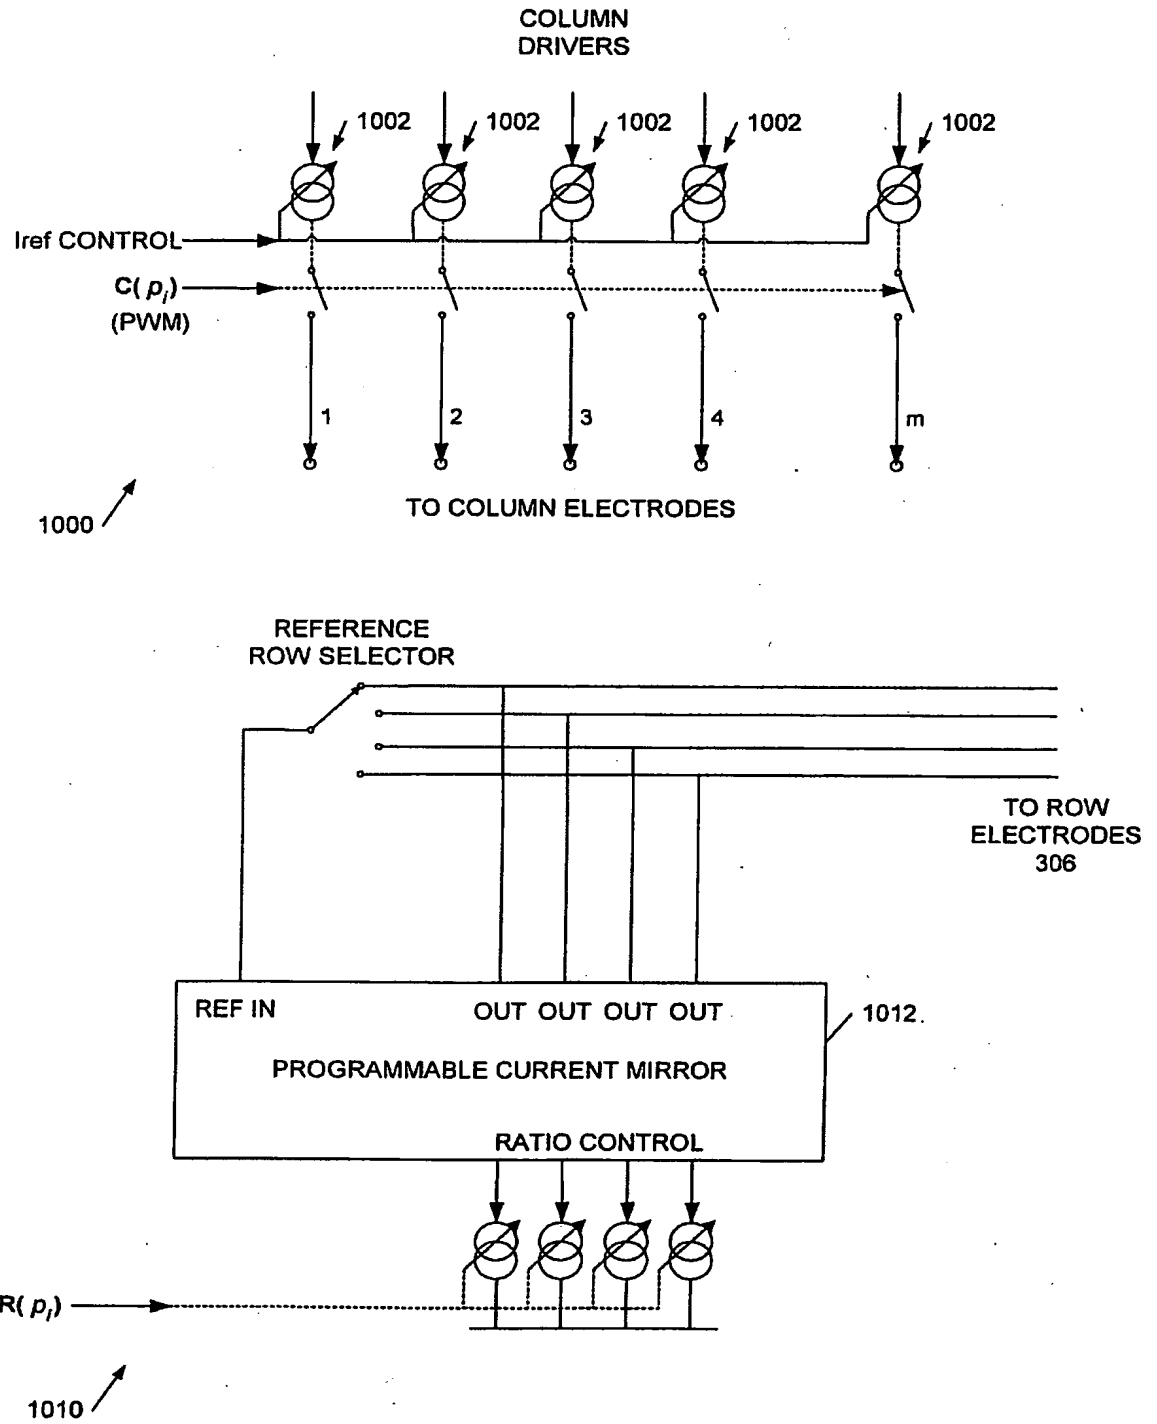 COLUMN
DRIVERS
1002 1002 1002 1002 1002
Iref CONTROL
C( pi)
(PWM)
1 2 3 4 m
TO COLUMN ELECTRODES
1000
REFERENCE
ROW SELECTOR
TO ROW
ELECTRODES
306
REF IN OUT OUT OUT OUT
1012
PROGRAMMABLE CURRENT MIRROR
RATIO CONTROL
R( pi)
1010